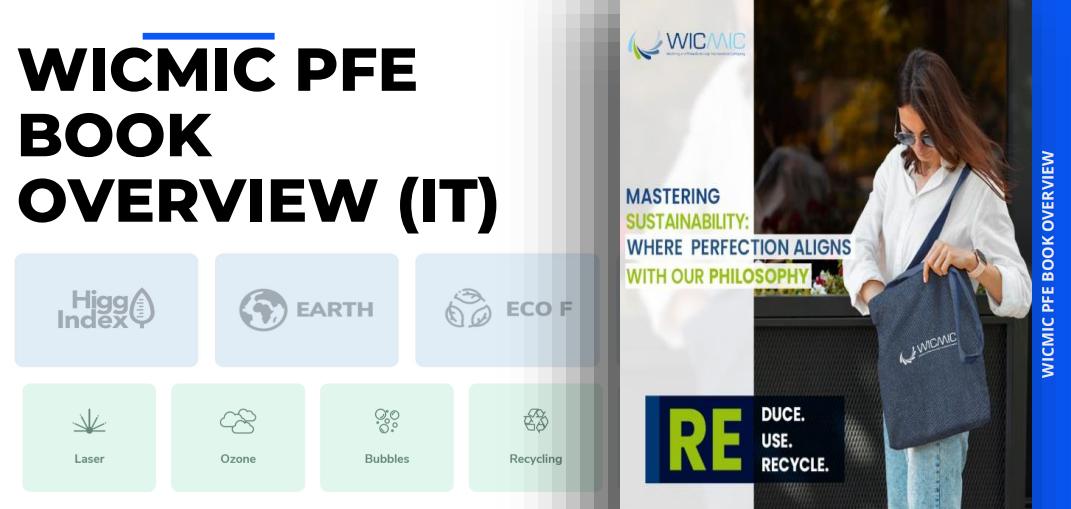 WICMIC PFE
BOOK
OVERVIEW (IT)
Higg
Index
EARTH
ECO F
Laser
Ozone
Bubbles
Recycling
WICMIC
MASTERING
SUSTAINABILITY:
WHERE PERFECTION ALIGNS
WITH OUR PHILOSOPHY
WICMIC
RE
DUCE.
USE.
RECYCLE.
WICMIC PFE BOOK OVERVIEW